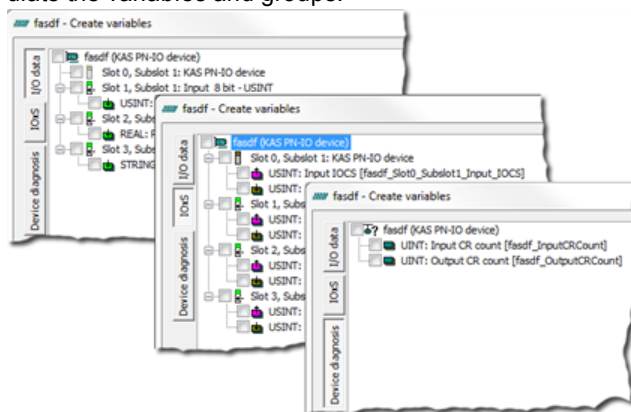 fasdf - Create variables
I/O data
IOxS
Device diagnosis
fasdf (KAS PN-IO device)
Slot 0, Subslot 1: KAS PN-IO device
Slot 1, Subslot 1: Input 8 bit - USINT
USINT:
Slot 2, Subs
REAL:
Slot 3, Subs
STRING
fasdf - Create variables
I/O data
IOxS
Device diagnosis
fasdf (KAS PN-IO device)
Slot 0, Subslot 1: KAS PN-IO device
USINT: Input IOCS [fasdf_Slot0_Subslot1_Input_IOCS]
USINT:
Slot 1, Subs
USINT:
USINT:
Slot 2, Subs
USINT:
USINT:
Slot 3, Subs
USINT:
USINT:
fasdf - Create variables
I/O data
IOxS
Device diagnosis
fasdf (KAS PN-IO device)
UINT: Input CR count [fasdf_InputCRCount]
UINT: Output CR count [fasdf_OutputCRCount]